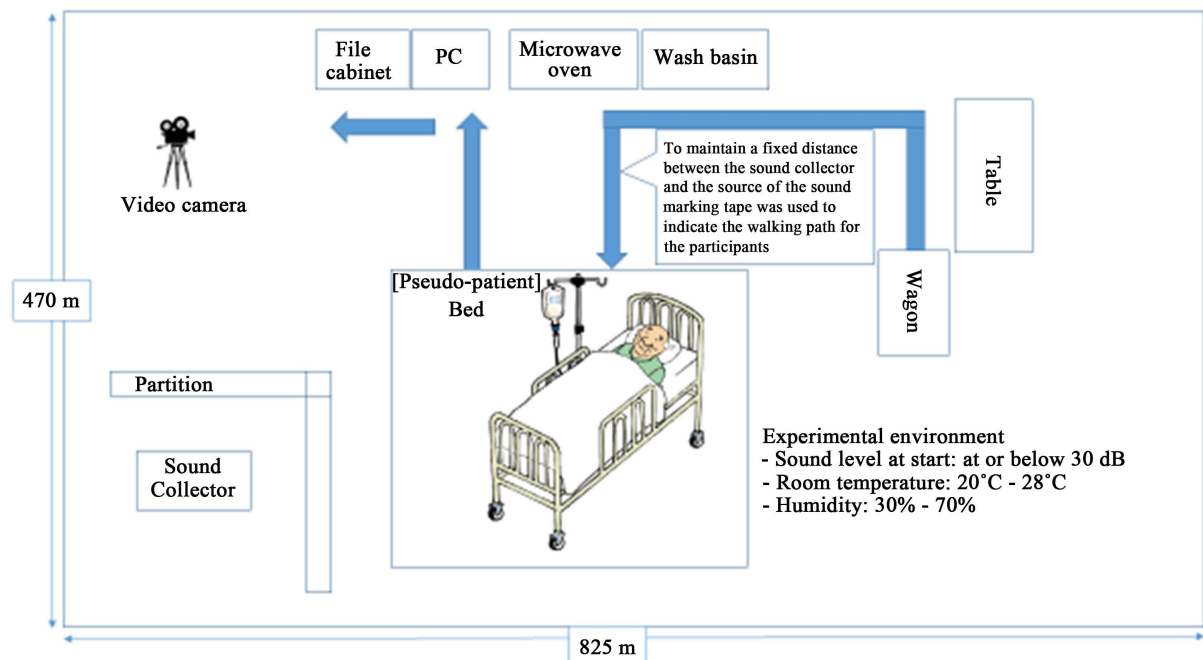 File
cabinet
PC
Microwave
oven
Wash basin
To maintain a fixed distance
between the sound collector
and the source of the sound
marking tape was used to
indicate the walking path for
the participants
Table
Video camera
Wagon
[Pseudo-patient]
Bed
470 m
Partition
Sound
Collector
Experimental environment
- Sound level at start: at or below 30 dB
- Room temperature: 20˚C - 28˚C
- Humidity: 30% - 70%
825 m